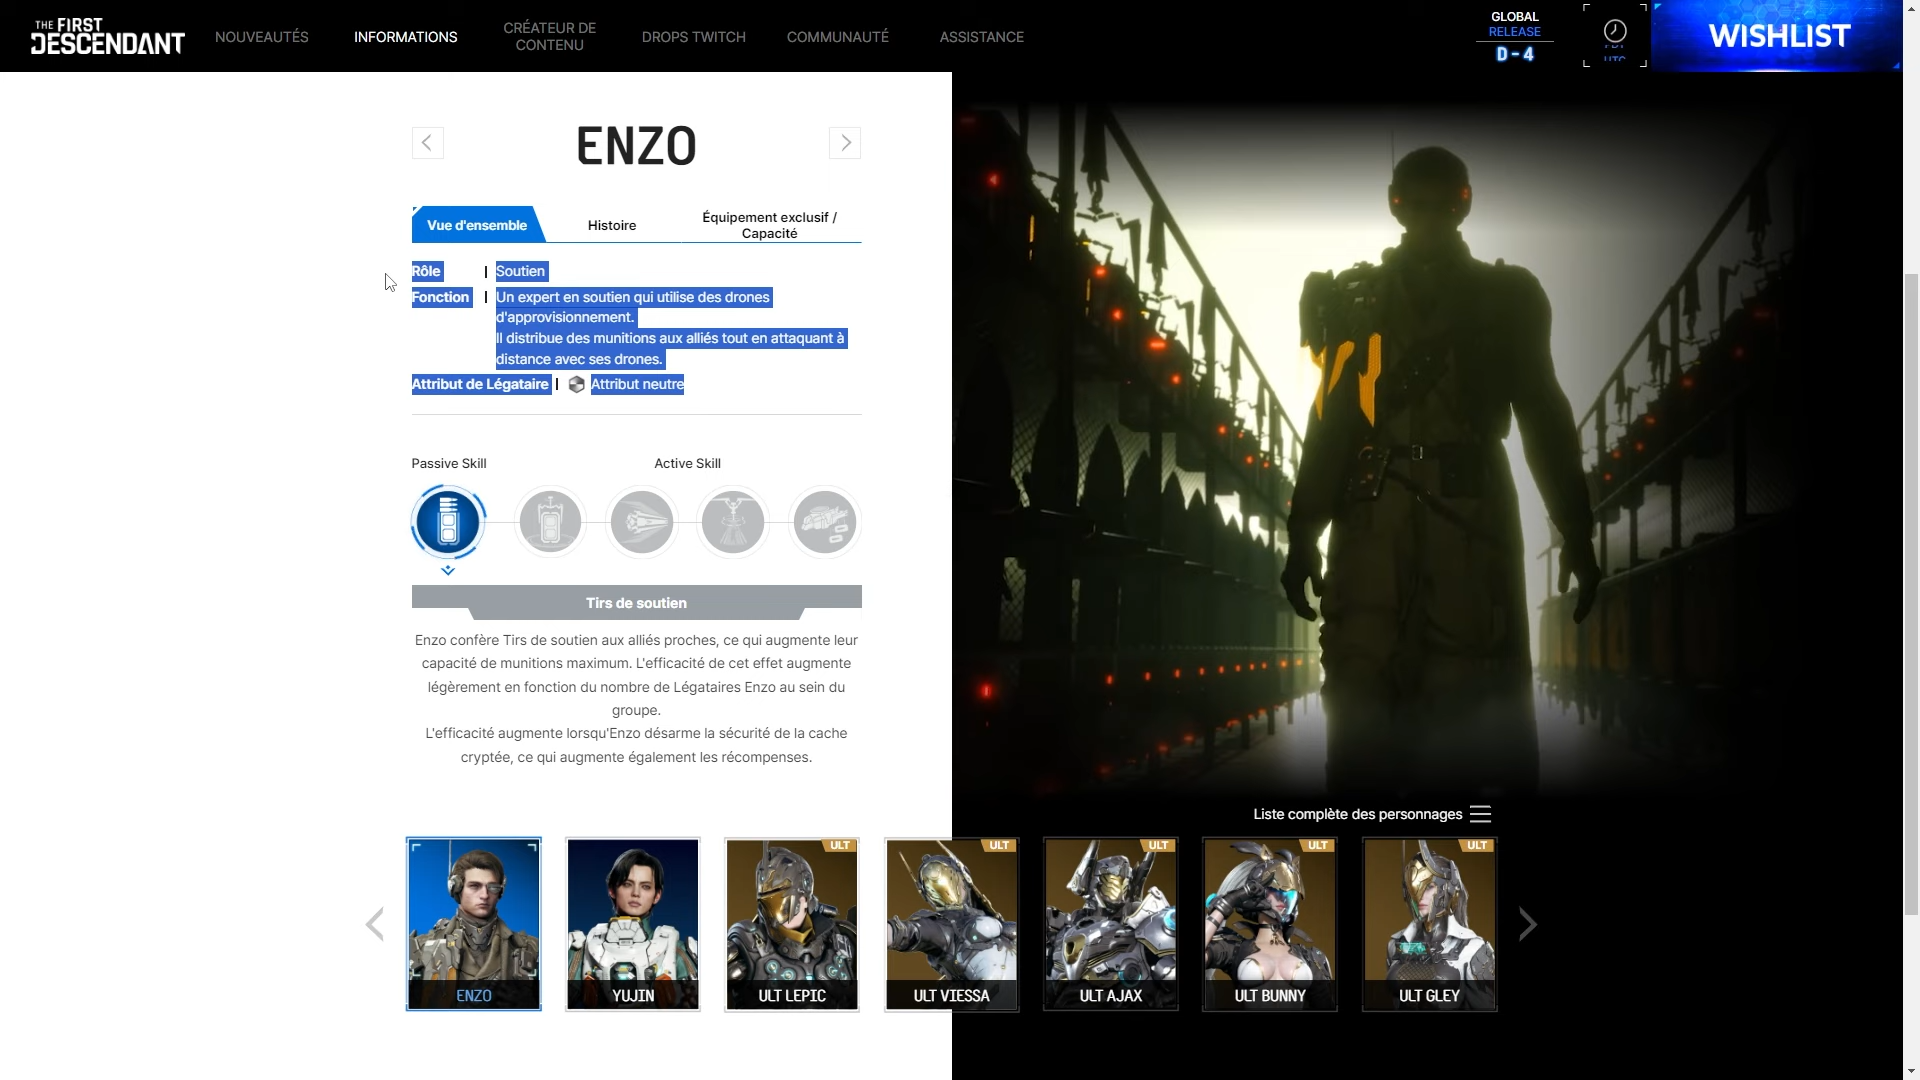 THE FIRST
DESCENDANT
NOUVEAUTÉS
INFORMATIONS
CRÉATEUR DE
CONTENU
DROPS TWITCH
COMMUNAUTÉ
ASSISTANCE
GLOBAL
RELEASE
D-4
UTC
WISHLIST
ENZO
Vue d'ensemble
Histoire
Équipement exclusif /
Capacité
Rôle | Soutien
Fonction | Un expert en soutien qui utilise des drones
d'approvisionnement.
Il distribue des munitions aux alliés tout en attaquant à
distance avec ses drones.
Attribut de Légataire | Attribut neutre
Passive Skill
Active Skill
Tirs de soutien
Enzo confère Tirs de soutien aux alliés proches, ce qui augmente leur
capacité de munitions maximum. L'efficacité de cet effet augmente
légèrement en fonction du nombre de Légataires Enzo au sein du
groupe.
L'efficacité augmente lorsqu'Enzo désarme la sécurité de la cache
cryptée, ce qui augmente également les récompenses.
Liste complète des personnages
ENZO
YUJIN
ULT
ULT LEPIC
ULT
ULT VIESSA
ULT
ULT AJAX
ULT
ULT BUNNY
ULT
ULT GLEY